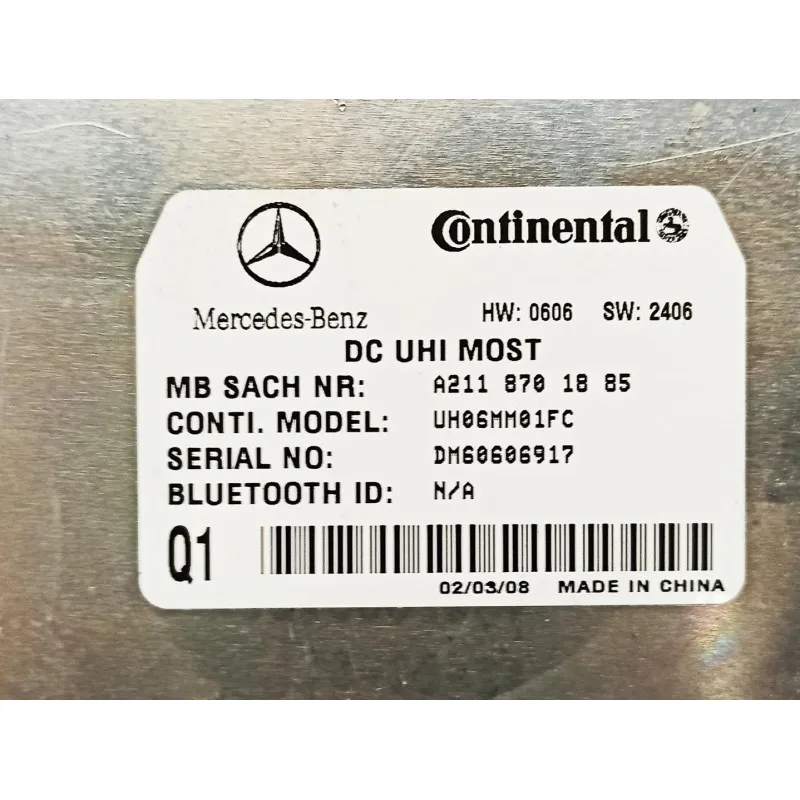 Continental
Mercedes-Benz
HW: 0606 SW: 2406
DC UHI MOST
MB SACH NR: A211 870 18 85
CONTI. MODEL: UH06MM01FC
SERIAL NO: DM60606917
BLUETOOTH ID: N/A
Q1
02/03/08 MADE IN CHINA